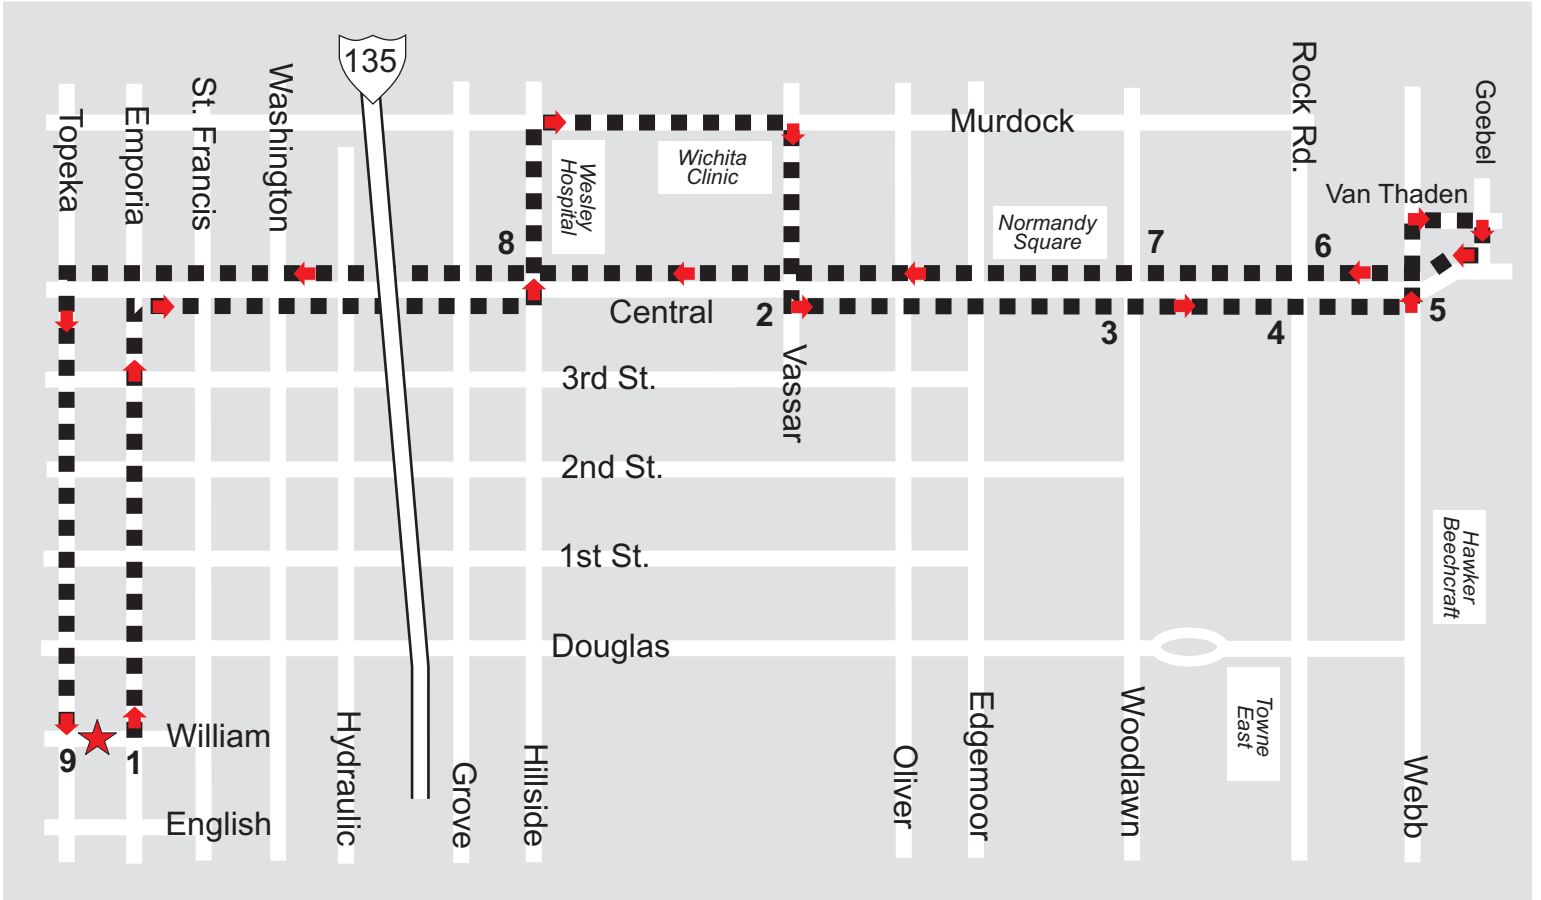 135
Topeka
Emporia
St. Francis
Washington
Murdock
Rock Rd.
Goebel
Wesley
Hospital
Wichita
Clinic
Normandy
Square
Van Thaden
8
7
6
Central
2
3
4
5
Vassar
3rd St.
2nd St.
1st St.
Douglas
Hawker
Beechcraft
Towne
East
9
1
William
English
Hydraulic
Grove
Hillside
Oliver
Edgemoor
Woodlawn
Webb